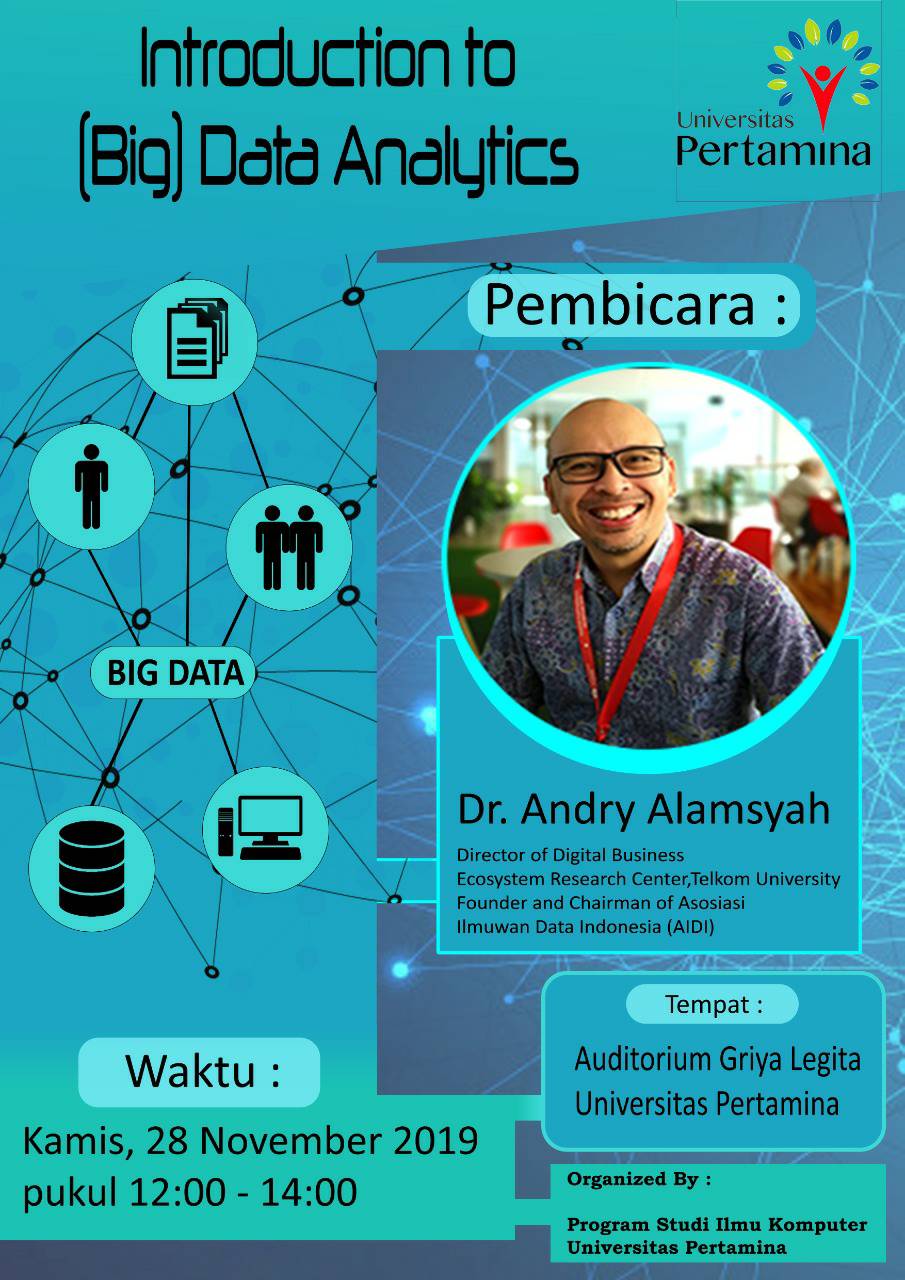 Introduction to
(Big) Data Analytics
Universitas
Pertamina
Pembicara :
BIG DATA
Dr. Andry Alamsyah
Director of Digital Business
Ecosystem Research Center,Telkom University
Founder and Chairman of Asosiasi
Ilmuwan Data Indonesia (AIDI)
Waktu :
Kamis, 28 November 2019
pukul 12:00 - 14:00
Tempat :
Auditorium Griya Legita
Universitas Pertamina
Organized By :
Program Studi Ilmu Komputer
Universitas Pertamina